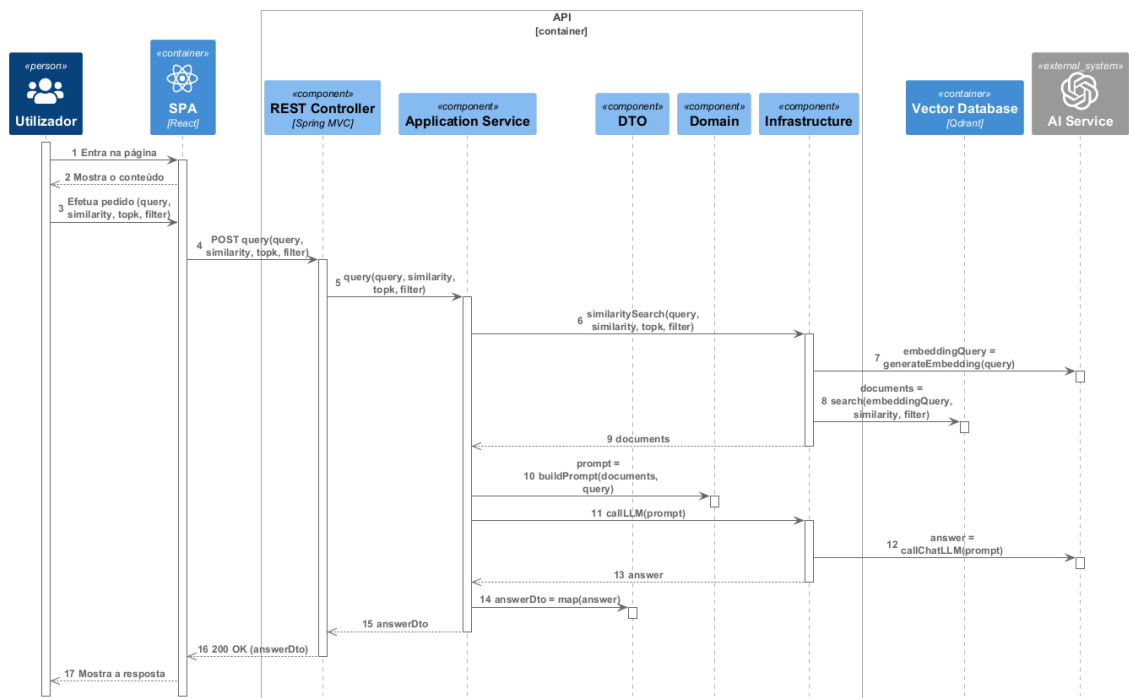 API
[container]
«person»
Utilizador
«container»
SPA
[React]
«component»
REST Controller
[Spring MVC]
«component»
Application Service
«component»
DTO
«component»
Domain
«component»
Infrastructure
«container»
Vector Database
[Qdrant]
«external_system»
AI Service
1 Entra na página
2 Mostra o conteúdo
3 Efetua pedido (query,
similarity, topk, filter)
4 POST query(query,
similarity, topk, filter)
5 query(query, similarity,
topk, filter)
6 similaritySearch(query,
similarity, topk, filter)
7 embeddingQuery =
generateEmbedding(query)
documents =
8 search(embeddingQuery,
similarity, filter)
9 documents
prompt =
10 buildPrompt(documents,
query)
11 callLLM(prompt)
12 answer =
callChatLLM(prompt)
13 answer
14 answerDto = map(answer)
15 answerDto
16 200 OK (answerDto)
17 Mostra a resposta